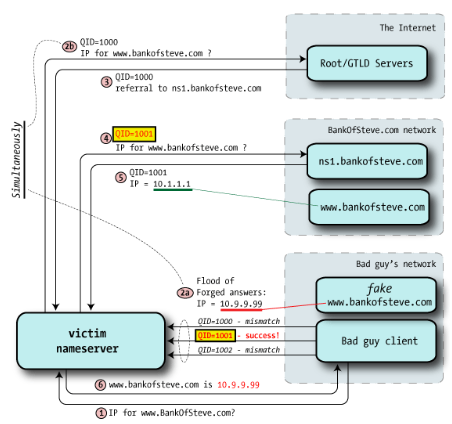 The Internet
2b QID=1000
IP for www.bankofsteve.com ?
Root/GTLD Servers
3 QID=1000
referral to ns1.bankofsteve.com
Simultaneously
BankOfSteve.com network
4 QID=1001
IP for www.bankofsteve.com ?
ns1.bankofsteve.com
5 QID=1001
IP = 10.1.1.1
www.bankofsteve.com
Bad guy's network
2a Flood of
Forged answers:
IP = 10.9.9.99
fake
www.bankofsteve.com
QID=1000 - mismatch
QID=1001 - success!
QID=1002 - mismatch
Bad guy client
victim
nameserver
6 www.bankofsteve.com is 10.9.9.99
1 IP for www.BankOfSteve.com?